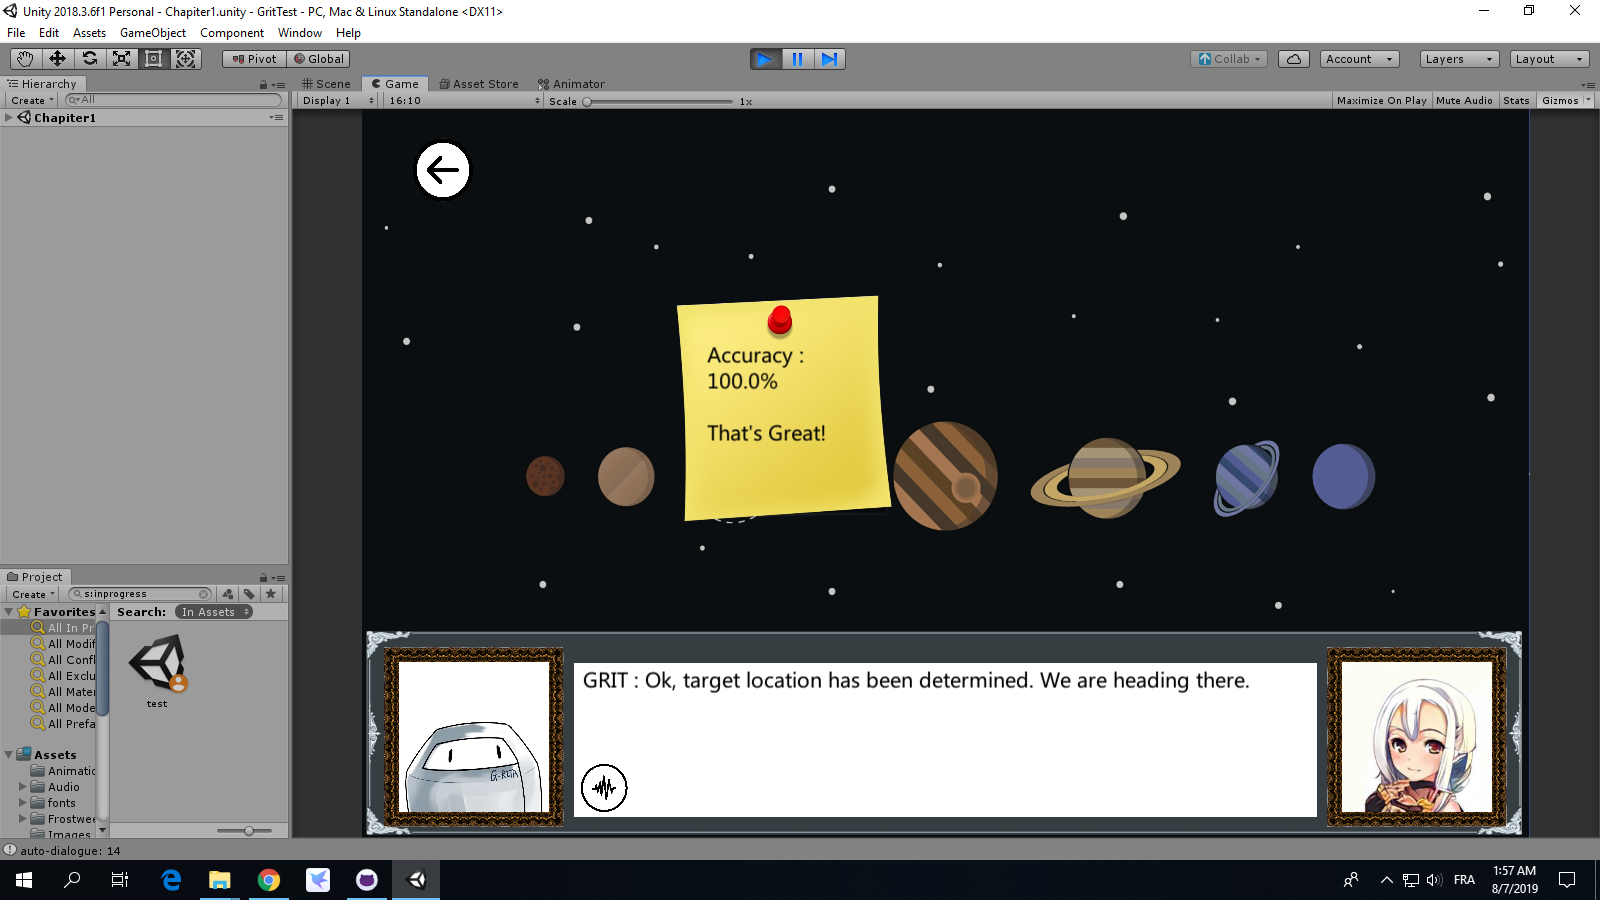 Unity 2018.3.6f1 Personal - Chapiter1.unity - GritTest - PC, Mac & Linux Standalone <DX11>
File Edit Assets GameObject Component Window Help
Pivot Global Collab Account Layers Layout
Hierarchy Scene Game Asset Store Animator
Create All Display 1 16:10 Scale 1x Maximize On Play Mute Audio Stats Gizmos
Chapiter1
Accuracy :
100.0%
That's Great!
Project
Create s:inprogress
Favorites Search: In Assets
All In Pr
All Modif
All Confl
All Exclu
All Mater
All Mode
All Prefa
test
Assets
Animatic
Audio
fonts
Frostwe
Images
GRIT : Ok, target location has been determined. We are heading there.
auto-dialogue: 14
FRA
1:57 AM
8/7/2019